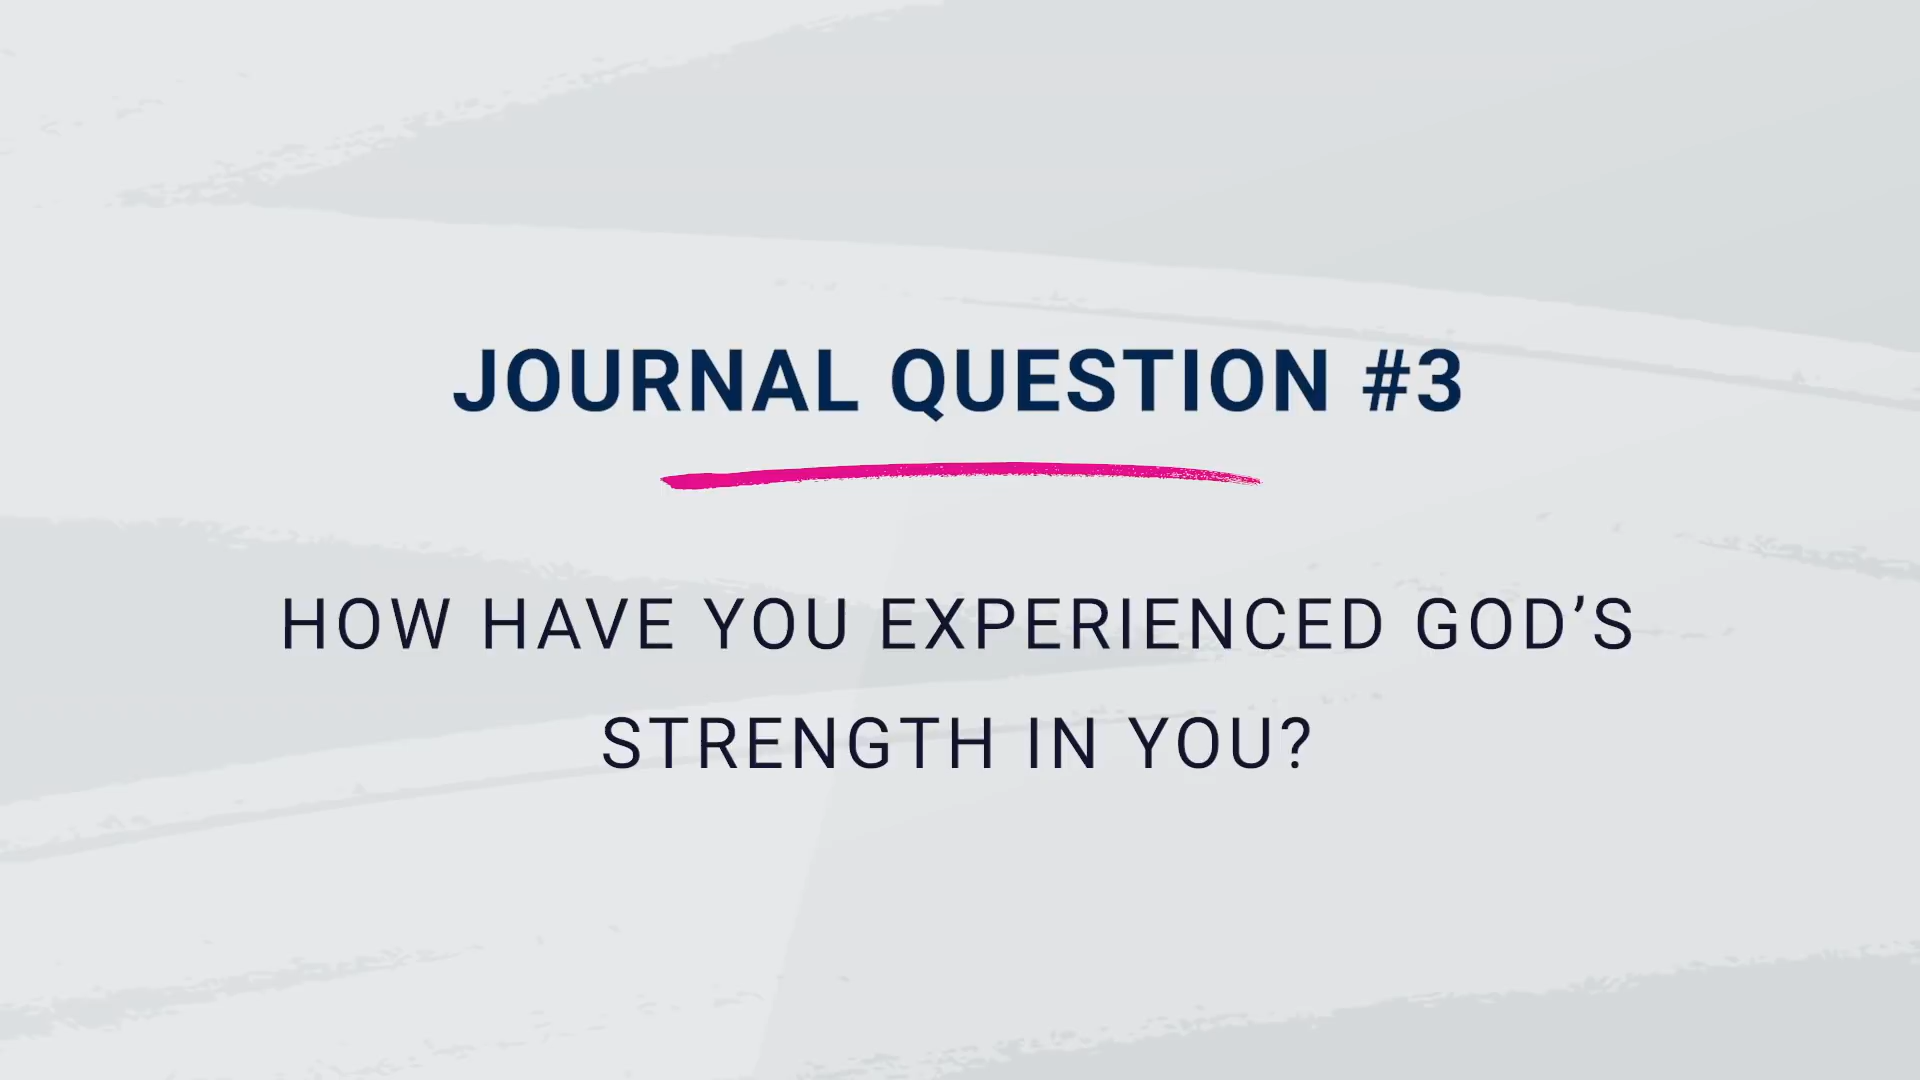 JOURNAL QUESTION #3
HOW HAVE YOU EXPERIENCED GOD’S
STRENGTH IN YOU?